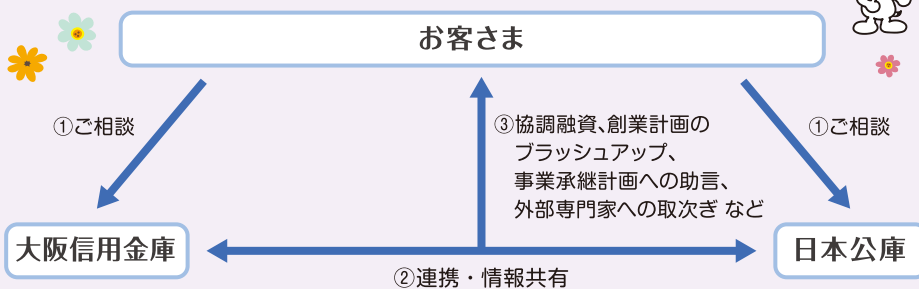 お客さま
①ご相談
③協調融資、創業計画の
ブラッシュアップ、
事業承継計画への助言、
外部専門家への取次ぎ など
①ご相談
大阪信用金庫
日本公庫
②連携・情報共有